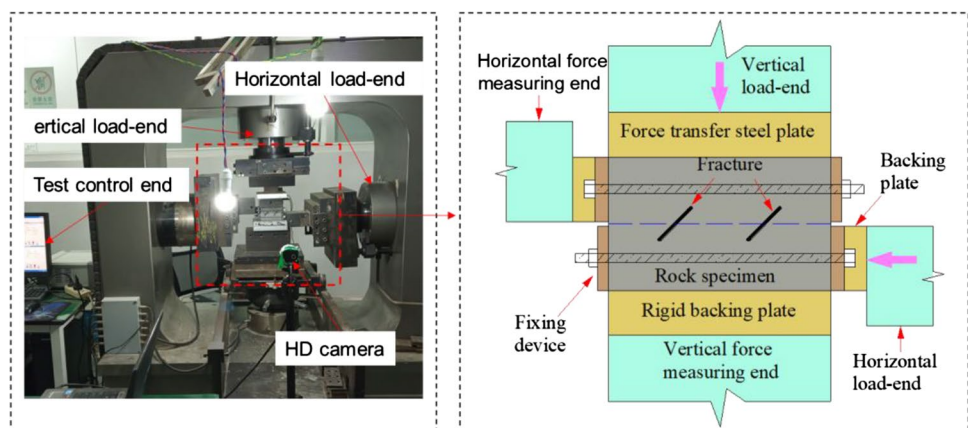 Horizontal load-end
ertical load-end
Test control end
HD camera
Horizontal force
measuring end
Vertical
load-end
Force transfer steel plate
Fracture
Backing
plate
Rock specimen
Fixing
device
Rigid backing plate
Vertical force
measuring end
Horizontal
load-end